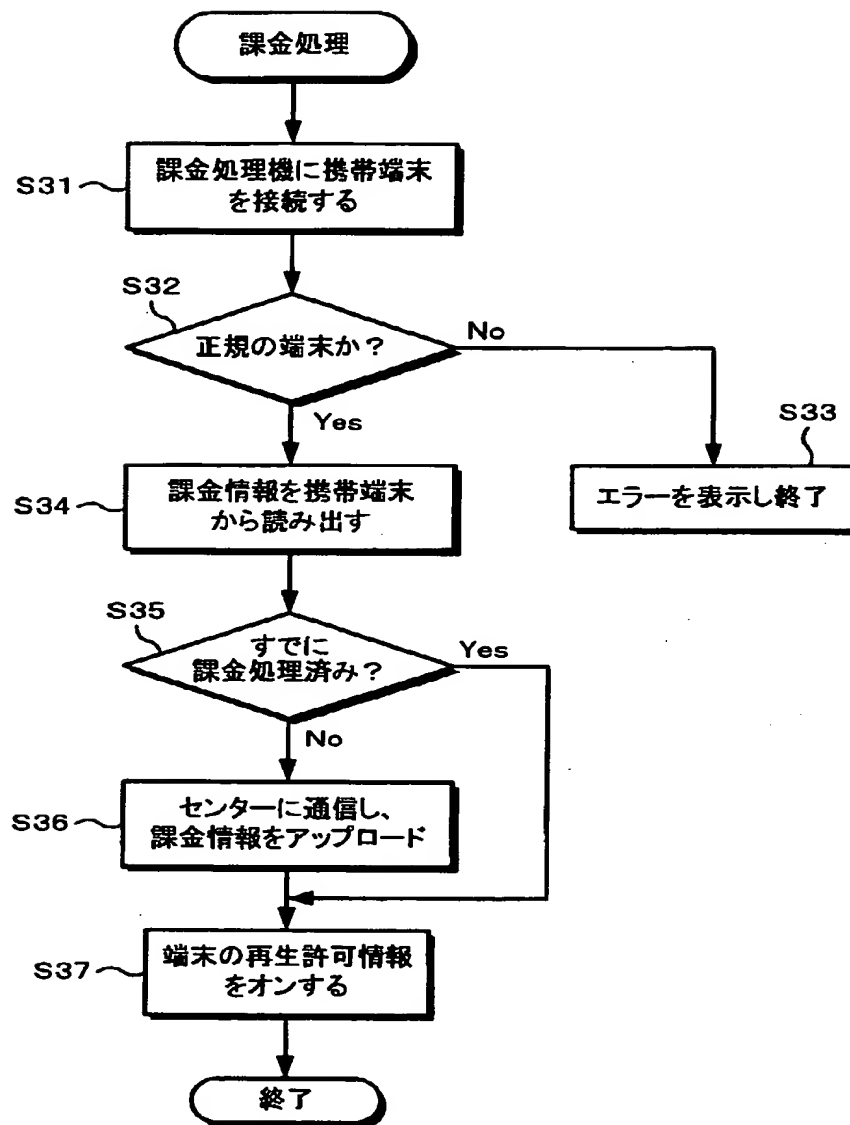 課金処理
S31
課金処理機に携帯端末
を接続する
S32
正規の端末か？
No
Yes
S33
エラーを表示し終了
S34
課金情報を携帯端末
から読み出す
S35
すでに
課金処理済み？
Yes
No
S36
センターに通信し、
課金情報をアップロード
S37
端末の再生許可情報
をオンする
終了